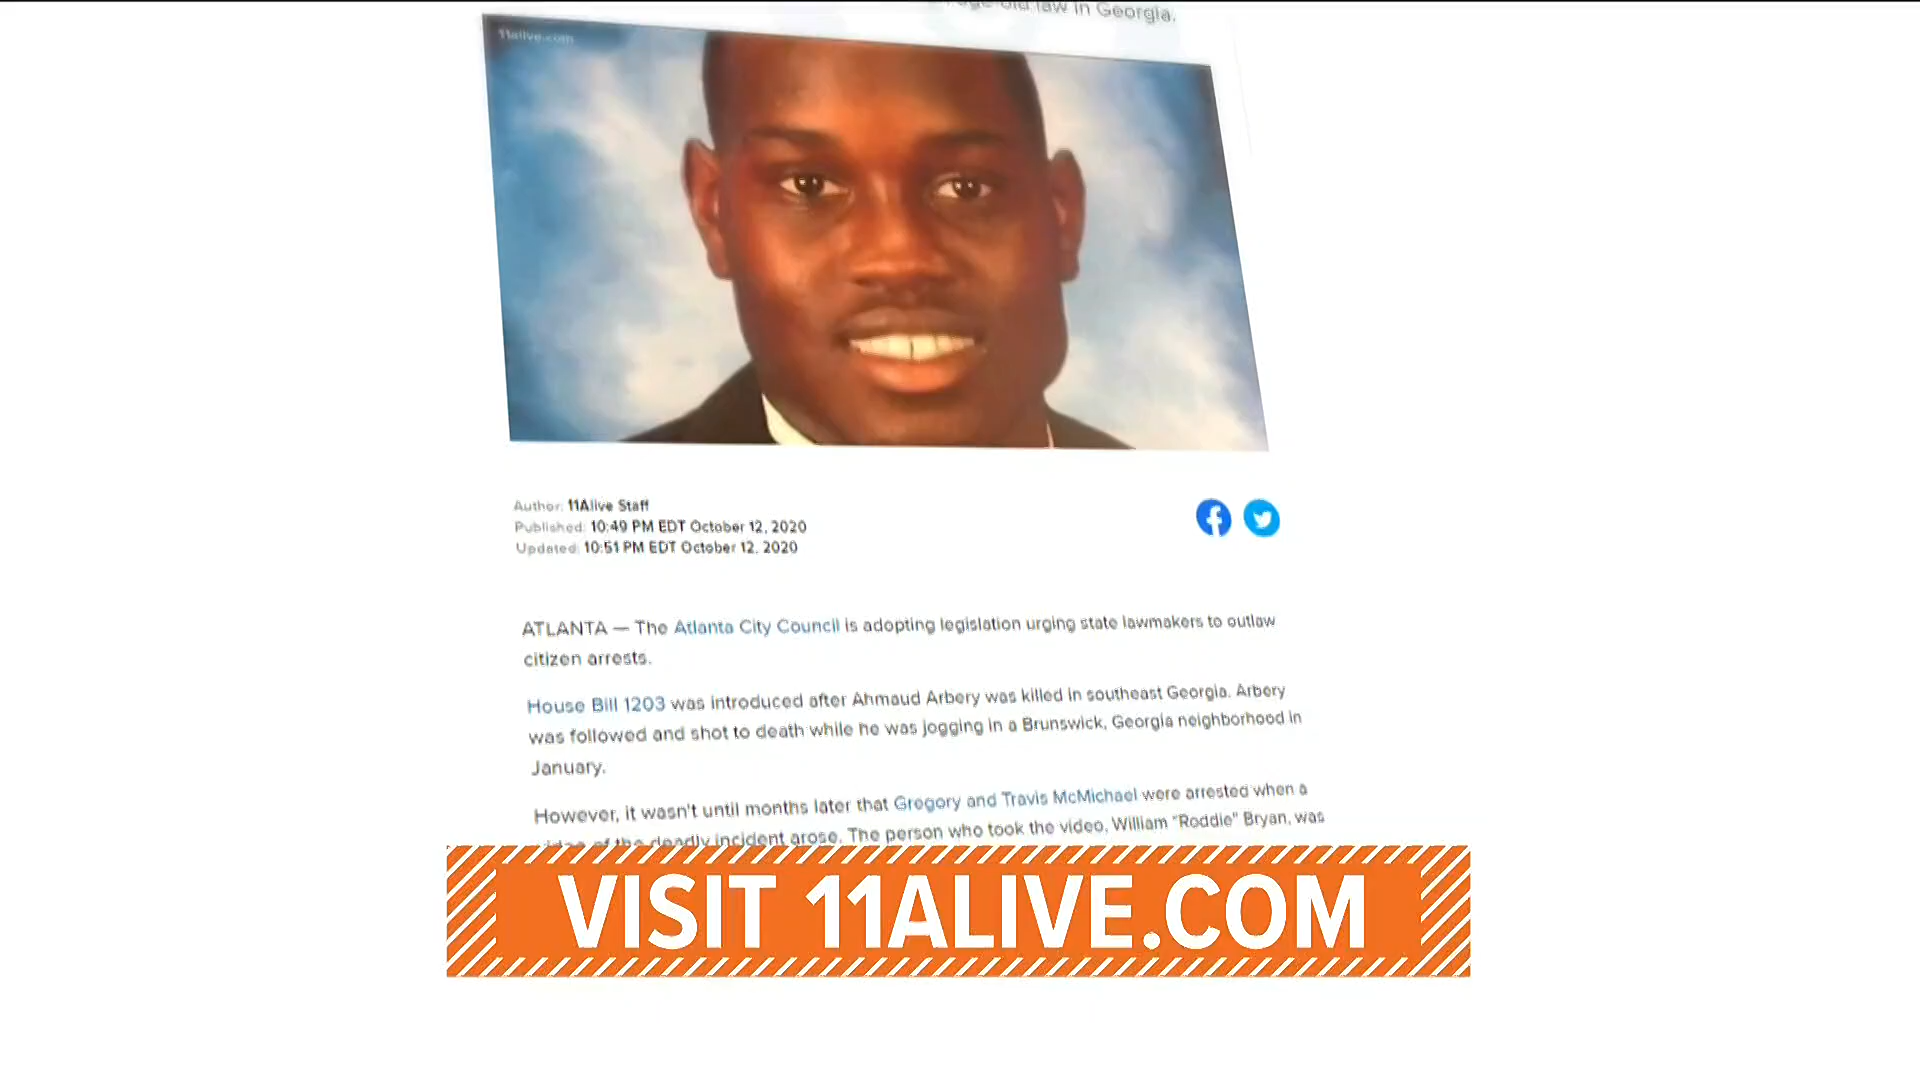 age-old law in Georgia.
11alive.com
Author: 11Alive Staff
Published: 10:49 PM EDT October 12, 2020
Updated: 10:51 PM EDT October 12, 2020
ATLANTA — The Atlanta City Council is adopting legislation urging state lawmakers to outlaw
citizen arrests.
House Bill 1203 was introduced after Ahmaud Arbery was killed in southeast Georgia. Arbery
was followed and shot to death while he was jogging in a Brunswick, Georgia neighborhood in
January.
However, it wasn't until months later that Gregory and Travis McMichael were arrested when a
video of the deadly incident arose. The person who took the video, William "Roddie" Bryan, was
VISIT 11ALIVE.COM